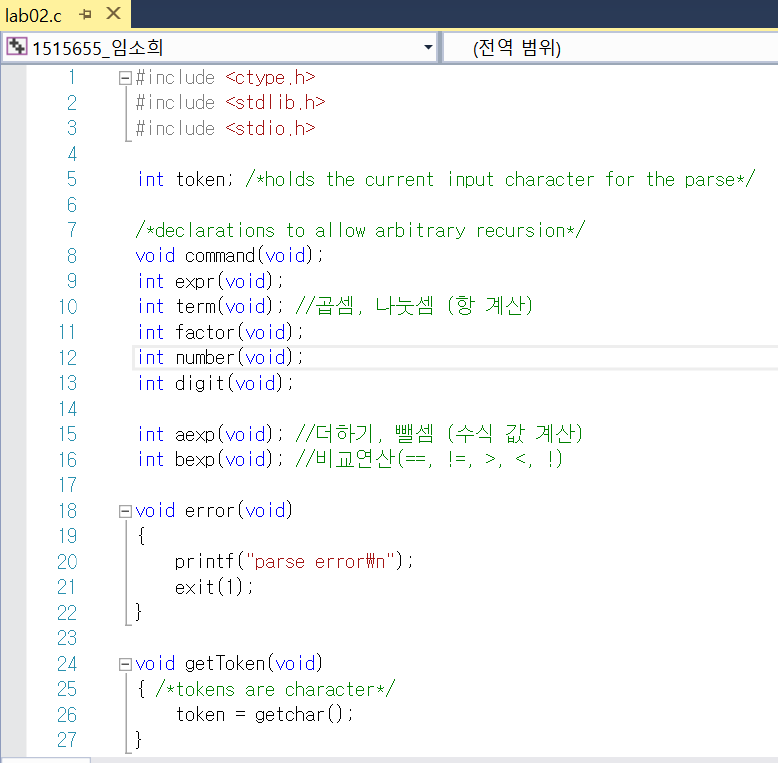 lab02.c
1515655_임소희
(전역 범위)
1 #include <ctype.h>
2 #include <stdlib.h>
3 #include <stdio.h>
4
5 int token; /*holds the current input character for the parse*/
6
7 /*declarations to allow arbitrary recursion*/
8 void command(void);
9 int expr(void);
10 int term(void); //곱셈, 나눗셈 (항 계산)
11 int factor(void);
12 int number(void);
13 int digit(void);
14
15 int aexp(void); //더하기, 뺄셈 (수식 값 계산)
16 int bexp(void); //비교연산(==, !=, >, <, !)
17
18 void error(void)
19 {
20 printf("parse error₩n");
21 exit(1);
22 }
23
24 void getToken(void)
25 { /*tokens are character*/
26 token = getchar();
27 }